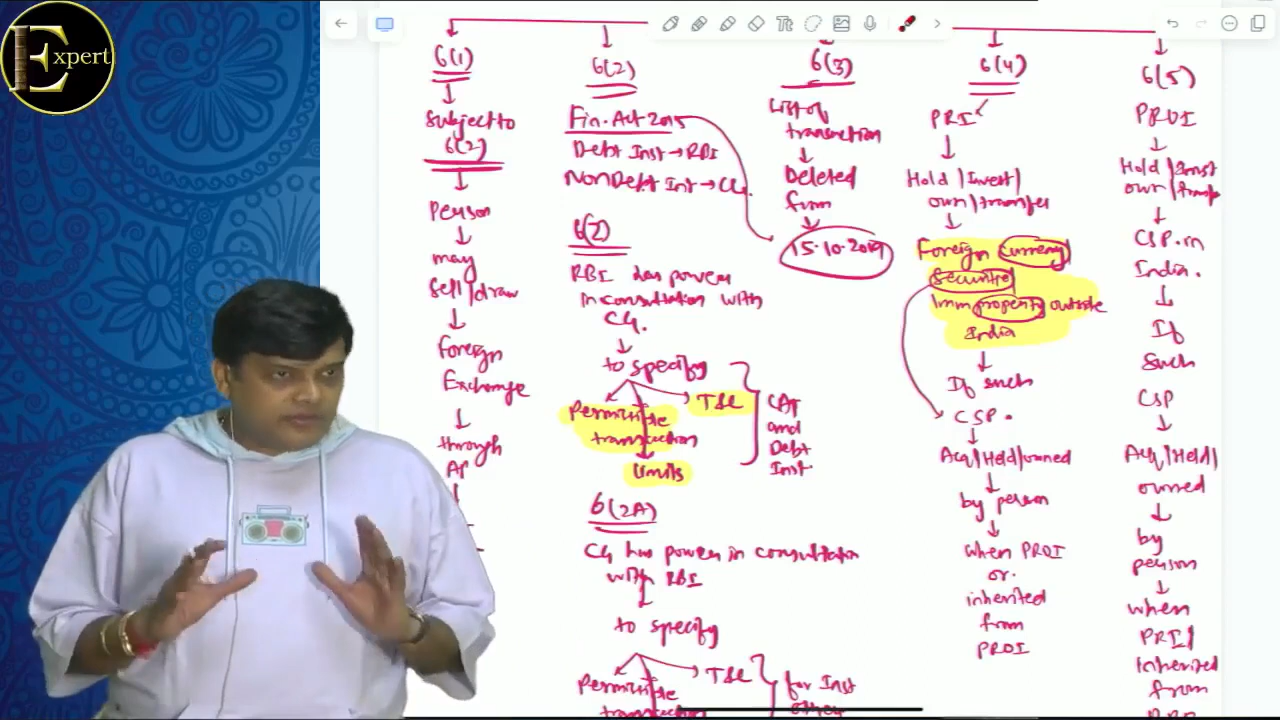 Expert
6(1)
Subject to
6(2)
Person
may
Sell/draw
Foreign
Exchange
through
AP
6(2)
Fin. Act 2015
Debt Inst → RBI
Non Debt Int → CG.
6(2)
RBI has power
in consultation with
CG.
to specify
Permissible
transaction
T&C
Limits
CAT
and
Debt
Inst.
6(2A)
CG has power in consultation
with RBI
to specify
Permissible
transaction
T&C
for Inst
other
6(3)
List of
transaction
Deleted
from
15.10.2019
6(4)
PRI
Hold/Invest/
own/transfer
Foreign Currency
Securities
Imm property outside
India
If such
CSP.
Acq/Held/owned
by person
when PROI
or.
inherited
from
PROI
6(5)
PROI
Hold/Invst
own/transf
CSP. in
India.
If
Such
CSP
Acq/Held/
owned
by
person
when
PRI/
Inherited
from